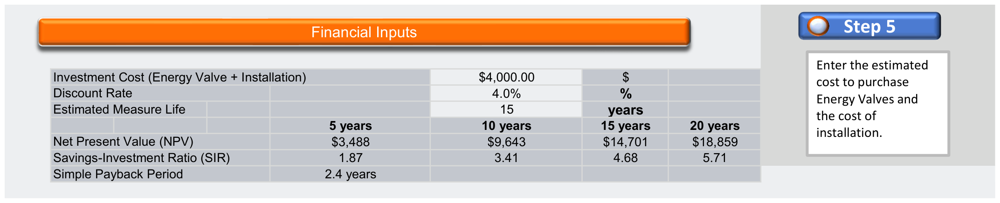 Financial Inputs
Step 5
Enter the estimated
cost to purchase
Energy Valves and
the cost of
installation.
Investment Cost (Energy Valve + Installation) $4,000.00 $
Discount Rate 4.0% %
Estimated Measure Life 15 years
5 years 10 years 15 years 20 years
Net Present Value (NPV) $3,488 $9,643 $14,701 $18,859
Savings-Investment Ratio (SIR) 1.87 3.41 4.68 5.71
Simple Payback Period 2.4 years